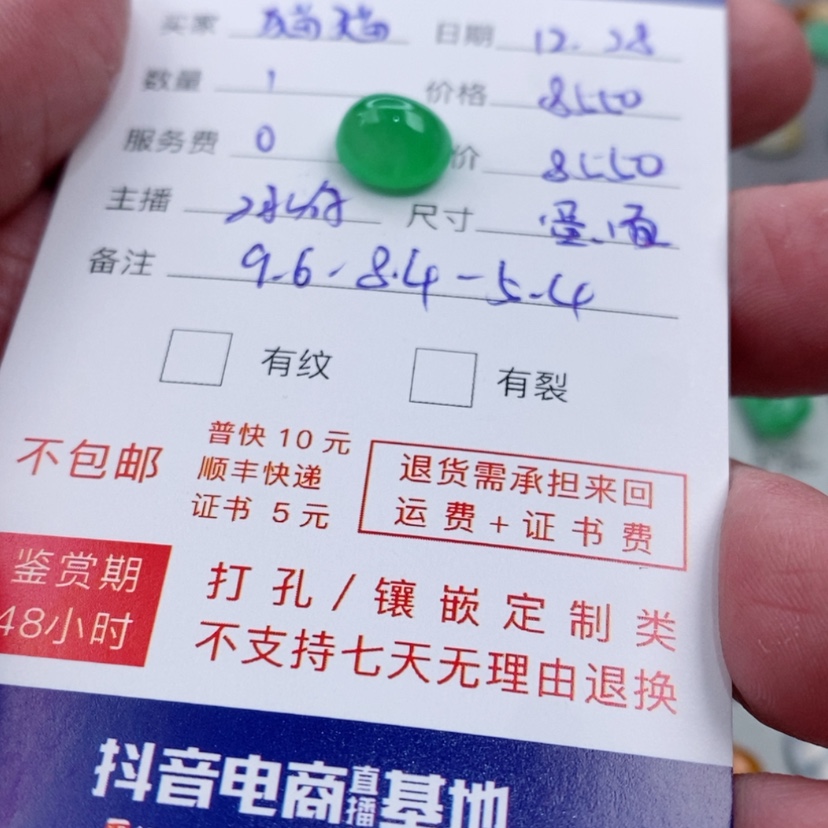 买家 日期 12.28
数量 1 价格 8550
服务费 0 价 8550
主播 尺寸 蛋面
备注 9.6-8.4-5.4
有纹 有裂
不包邮
普快 10 元
顺丰快递
证书 5 元
退货需承担来回
运费+证书费
鉴赏期
48小时
打孔/镶嵌定制类
不支持七天无理由退换
抖音电商直播基地